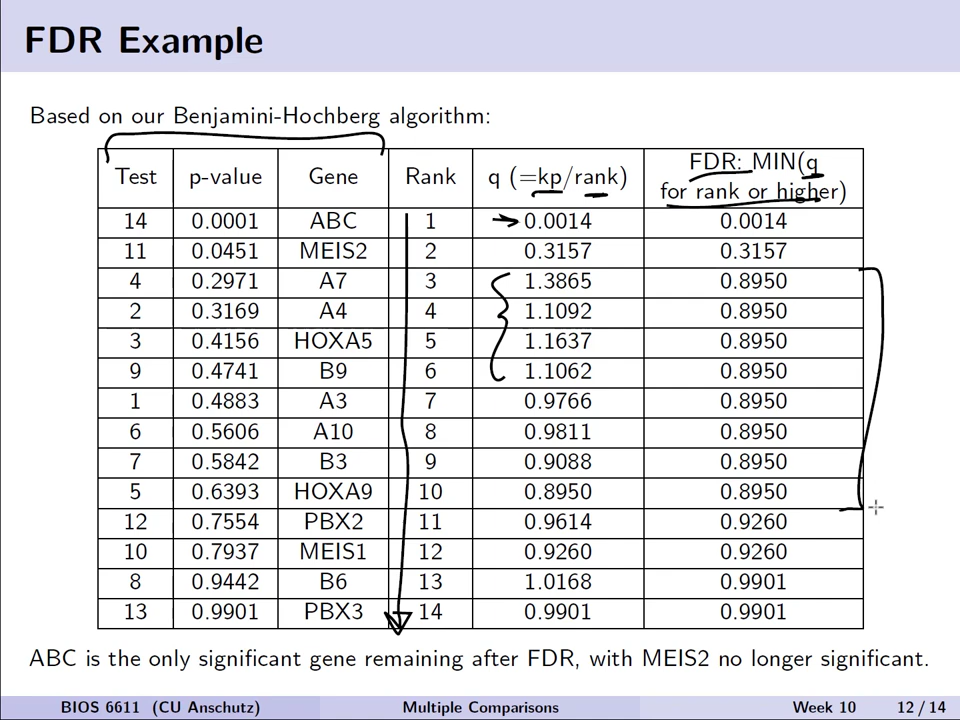 FDR Example
Based on our Benjamini-Hochberg algorithm:
Test p-value Gene Rank q (=kp/rank) FDR: MIN(q for rank or higher)
14 0.0001 ABC 1 0.0014 0.0014
11 0.0451 MEIS2 2 0.3157 0.3157
4 0.2971 A7 3 1.3865 0.8950
2 0.3169 A4 4 1.1092 0.8950
3 0.4156 HOXA5 5 1.1637 0.8950
9 0.4741 B9 6 1.1062 0.8950
1 0.4883 A3 7 0.9766 0.8950
6 0.5606 A10 8 0.9811 0.8950
7 0.5842 B3 9 0.9088 0.8950
5 0.6393 HOXA9 10 0.8950 0.8950
12 0.7554 PBX2 11 0.9614 0.9260
10 0.7937 MEIS1 12 0.9260 0.9260
8 0.9442 B6 13 1.0168 0.9901
13 0.9901 PBX3 14 0.9901 0.9901
ABC is the only significant gene remaining after FDR, with MEIS2 no longer significant.
BIOS 6611 (CU Anschutz) Multiple Comparisons Week 10 12 / 14